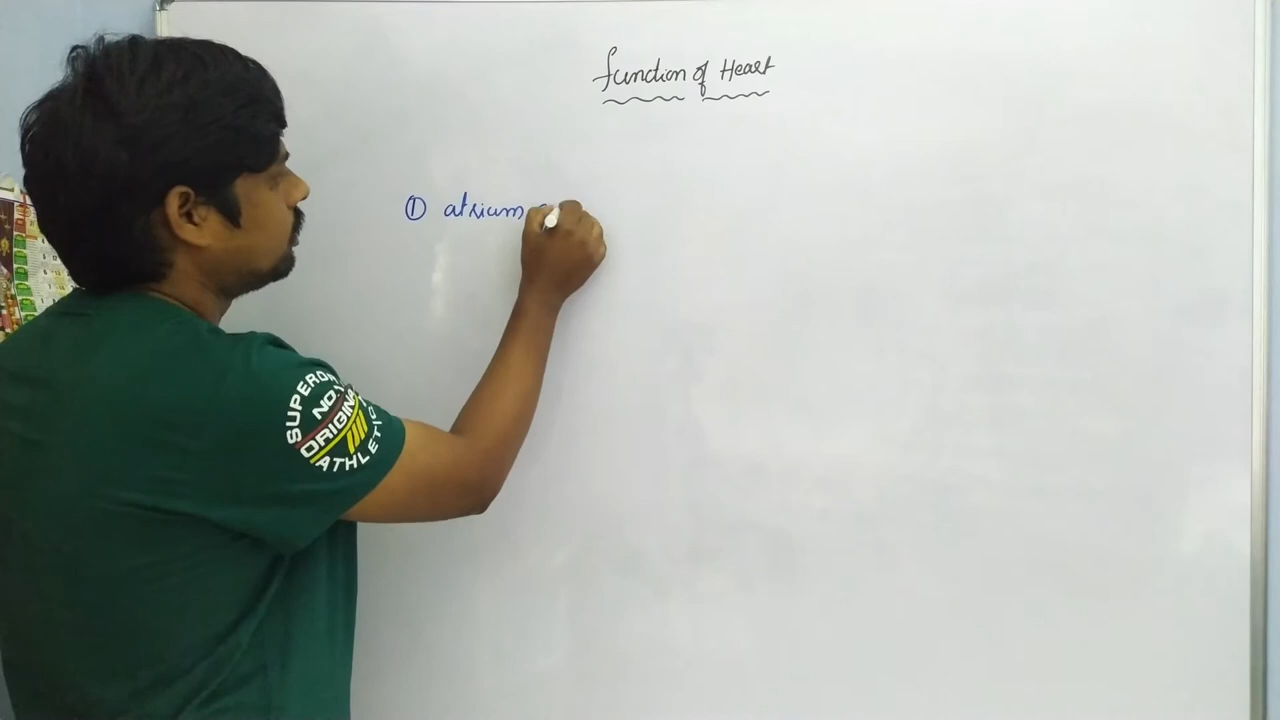 function of Heart
① atrium
SUPERDRY
NO.1
ORIGINAL
ATHLETIC